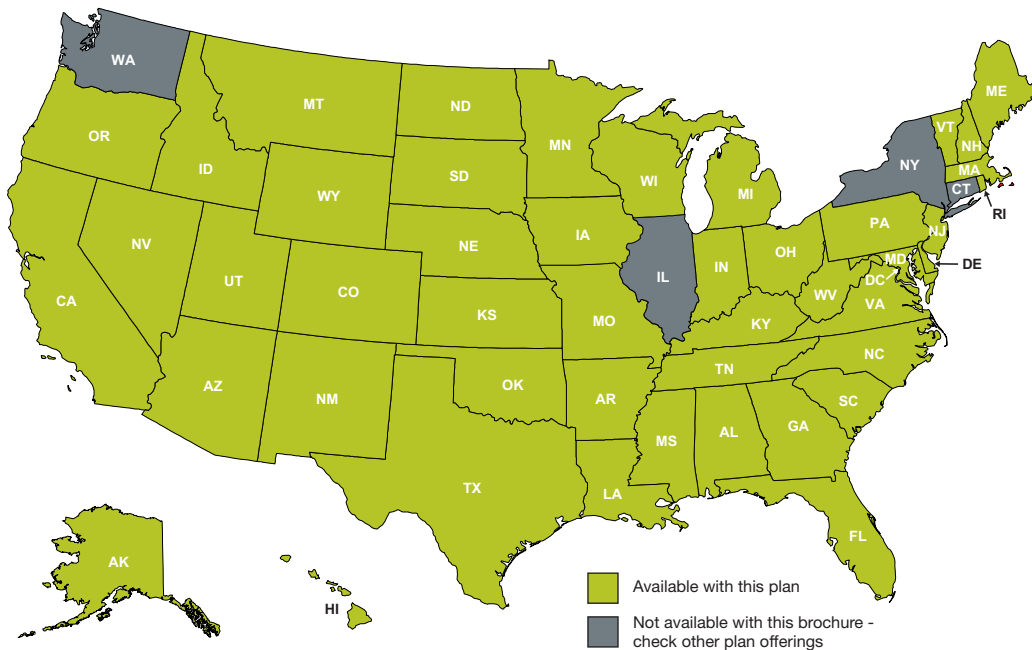 WA
ME
MT
ND
VT
OR
MN
NH
NY
MA
ID
SD
WI
CT
WY
MI
RI
PA
IA
NE
NJ
NV
OH
MD
DE
IL
IN
UT
DC
CO
WV
CA
VA
KS
MO
KY
NC
TN
AZ
OK
NM
AR
SC
MS
AL
GA
TX
LA
FL
AK
HI
Available with this plan
Not available with this brochure -
check other plan offerings